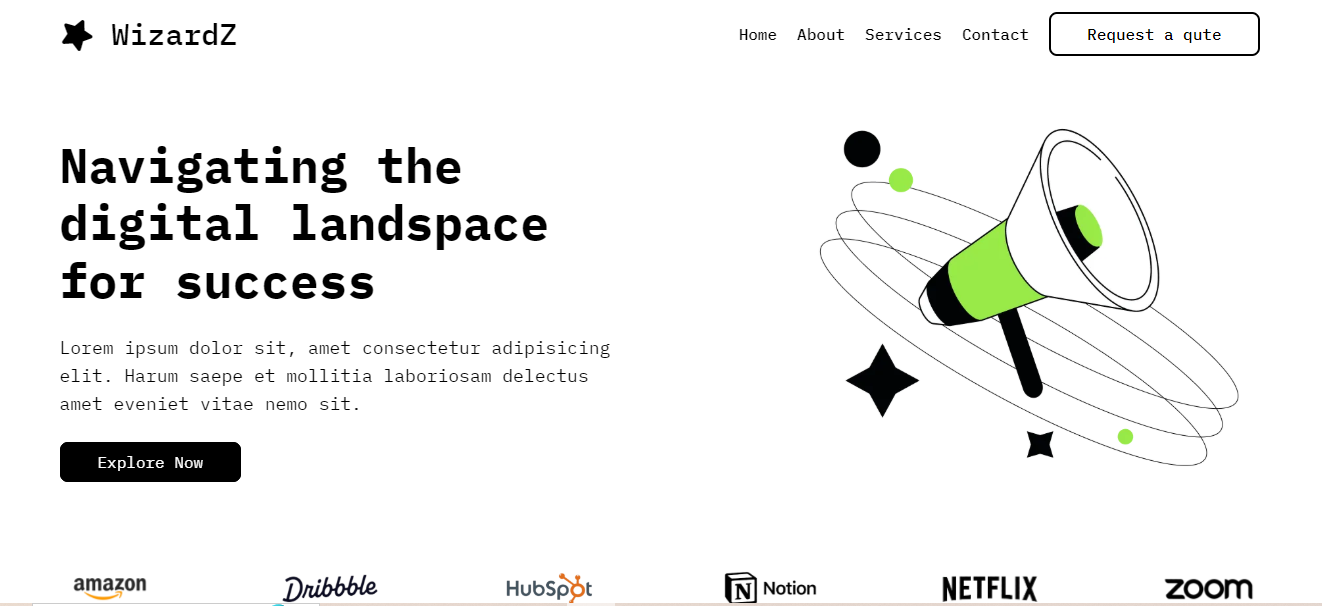 WizardZ
Home About Services Contact Request a qute
Navigating the
digital landspace
for success
Lorem ipsum dolor sit, amet consectetur adipisicing
elit. Harum saepe et mollitia laboriosam delectus
amet eveniet vitae nemo sit.
Explore Now
amazon Dribbble HubSpot N Notion NETFLIX zoom